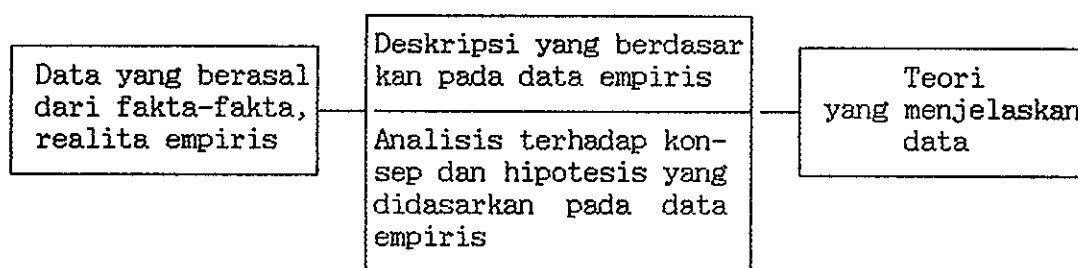 Data yang berasal
dari fakta-fakta,
realita empiris
Deskripsi yang berdasar
kan pada data empiris
Analisis terhadap kon-
sep dan hipotesis yang
didasarkan pada data
empiris
Teori
yang menjelaskan
data